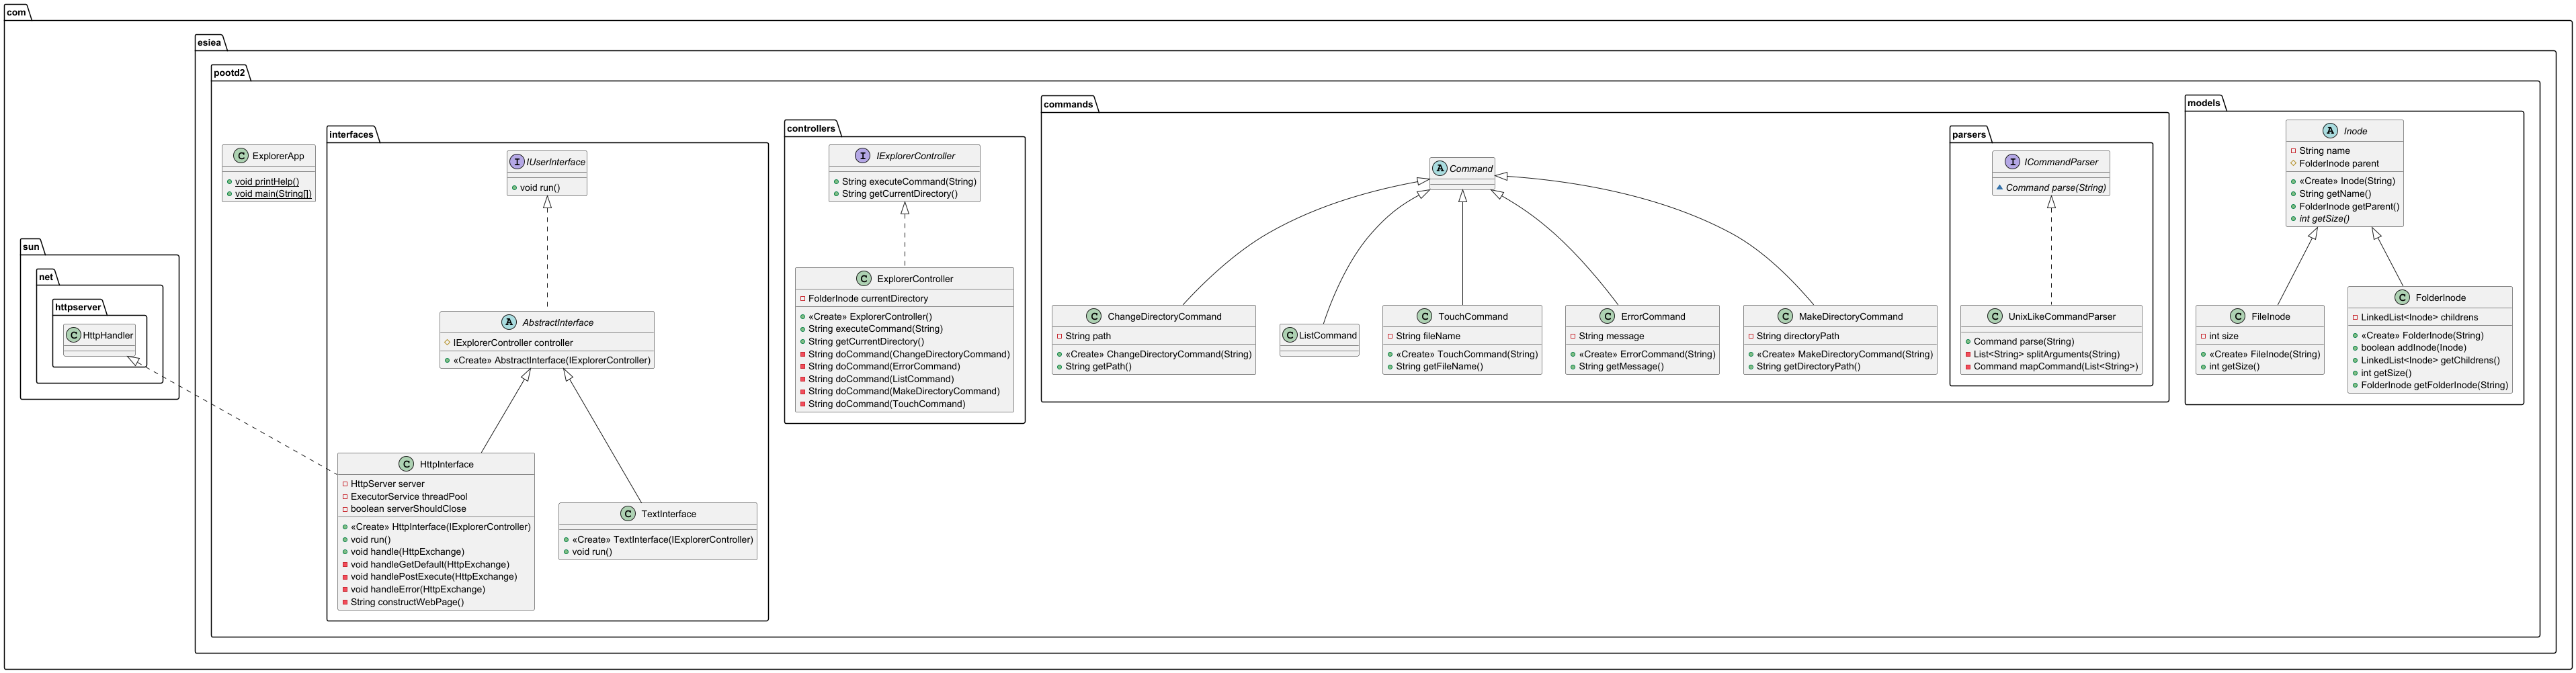 com
esiea
pootd2
sun
net
httpserver
C HttpHandler
C ExplorerApp
void printHelp()
void main(String[])
interfaces
I IUserInterface
void run()
A AbstractInterface
IExplorerController controller
«Create» AbstractInterface(IExplorerController)
C HttpInterface
HttpServer server
ExecutorService threadPool
boolean serverShouldClose
«Create» HttpInterface(IExplorerController)
void run()
void handle(HttpExchange)
void handleGetDefault(HttpExchange)
void handlePostExecute(HttpExchange)
void handleError(HttpExchange)
String constructWebPage()
C TextInterface
«Create» TextInterface(IExplorerController)
void run()
controllers
I IExplorerController
String executeCommand(String)
String getCurrentDirectory()
C ExplorerController
FolderInode currentDirectory
«Create» ExplorerController()
String executeCommand(String)
String getCurrentDirectory()
String doCommand(ChangeDirectoryCommand)
String doCommand(ErrorCommand)
String doCommand(ListCommand)
String doCommand(MakeDirectoryCommand)
String doCommand(TouchCommand)
commands
A Command
C ChangeDirectoryCommand
String path
«Create» ChangeDirectoryCommand(String)
String getPath()
C ListCommand
C TouchCommand
String fileName
«Create» TouchCommand(String)
String getFileName()
C ErrorCommand
String message
«Create» ErrorCommand(String)
String getMessage()
C MakeDirectoryCommand
String directoryPath
«Create» MakeDirectoryCommand(String)
String getDirectoryPath()
parsers
I ICommandParser
Command parse(String)
C UnixLikeCommandParser
Command parse(String)
List<String> splitArguments(String)
Command mapCommand(List<String>)
models
A Inode
String name
FolderInode parent
«Create» Inode(String)
String getName()
FolderInode getParent()
int getSize()
C FileInode
int size
«Create» FileInode(String)
int getSize()
C FolderInode
LinkedList<Inode> childrens
«Create» FolderInode(String)
boolean addInode(Inode)
LinkedList<Inode> getChildrens()
int getSize()
FolderInode getFolderInode(String)